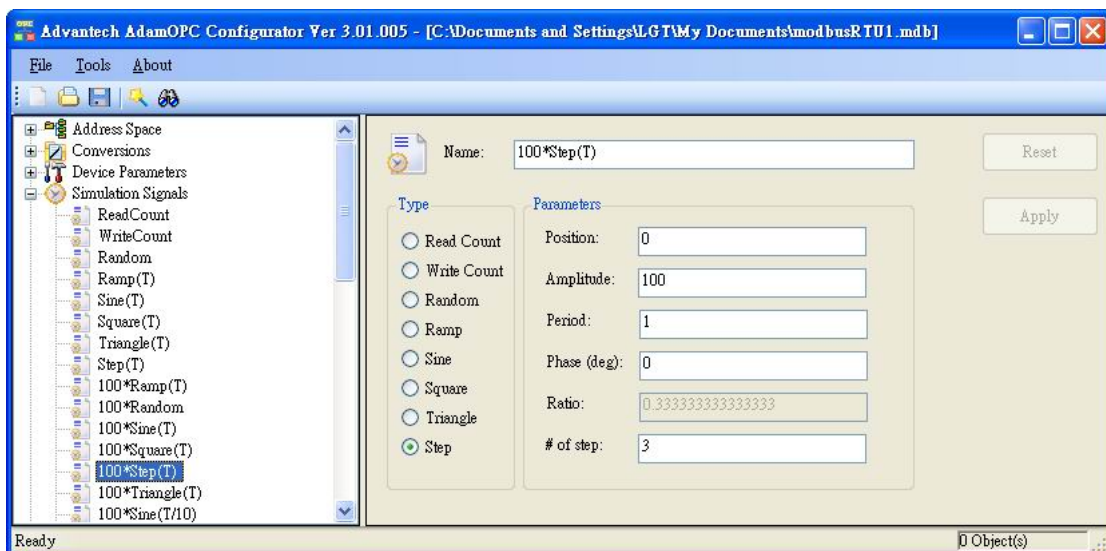 Advantech AdamOPC Configurator Ver 3.01.005 - [C:\Documents and Settings\LGT\My Documents\modbusRTU1.mdb]
File Tools About
Address Space
Conversions
Device Parameters
Simulation Signals
ReadCount
WriteCount
Random
Ramp(T)
Sine(T)
Square(T)
Triangle(T)
Step(T)
100*Ramp(T)
100*Random
100*Sine(T)
100*Square(T)
100*Step(T)
100*Triangle(T)
100*Sine(T/10)
Name: 100*Step(T)
Reset
Apply
Type
Read Count
Write Count
Random
Ramp
Sine
Square
Triangle
Step
Parameters
Position: 0
Amplitude: 100
Period: 1
Phase (deg): 0
Ratio: 0.333333333333333
# of step: 3
Ready
0 Object(s)